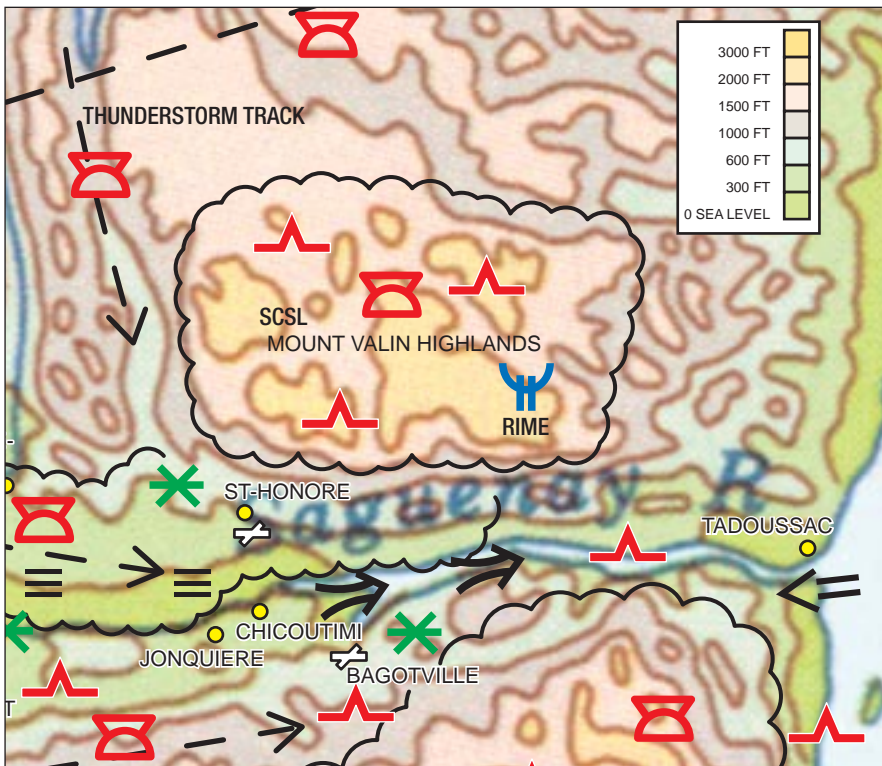 3000 FT
2000 FT
1500 FT
1000 FT
600 FT
300 FT
0 SEA LEVEL
THUNDERSTORM TRACK
SCSL
MOUNT VALIN HIGHLANDS
RIME
Saguenay R
ST-HONORE
TADOUSSAC
CHICOUTIMI
JONQUIERE
BAGOTVILLE
T